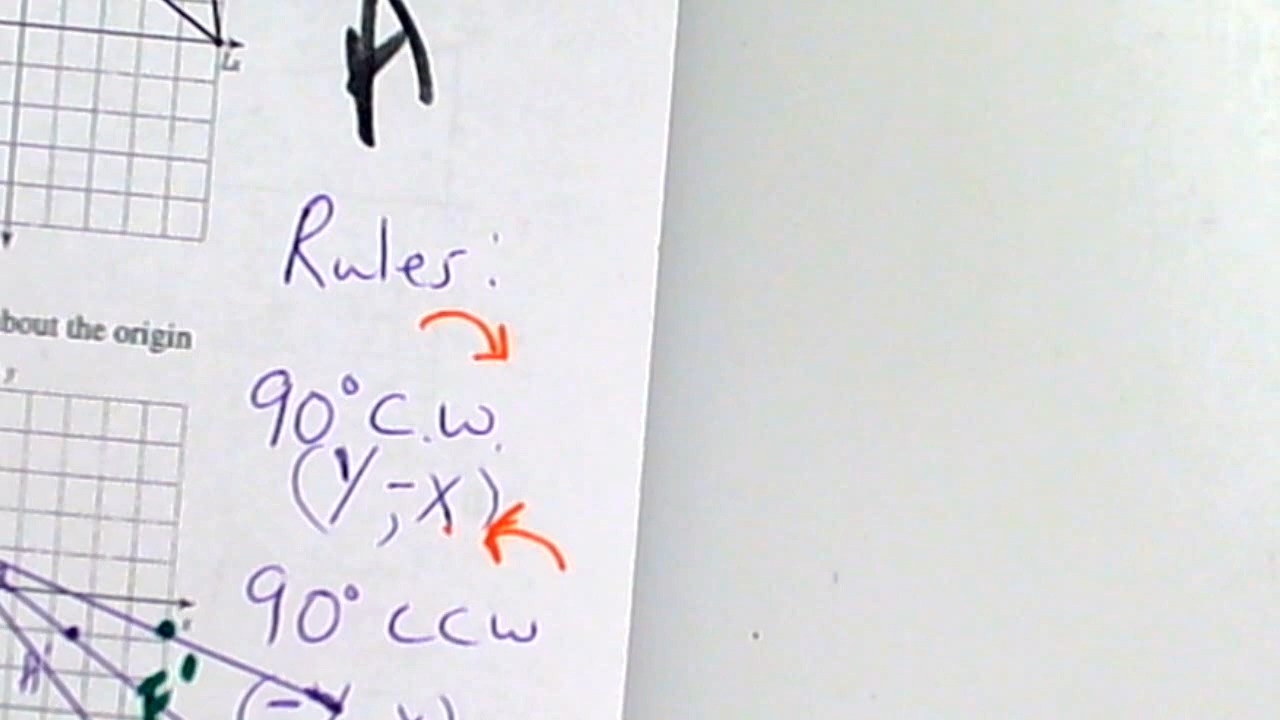 L
A
Rules:
bout the origin
y
90° C.W.
(y,-x)
90° CCW
x
A'
F'
(-y, x)